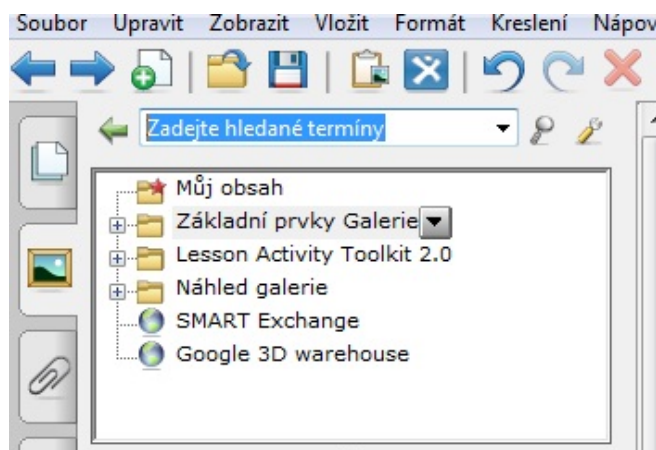 Soubor Upravit Zobrazit Vložit Formát Kreslení Nápov
Zadejte hledané termíny
Můj obsah
Základní prvky Galerie
Lesson Activity Toolkit 2.0
Náhled galerie
SMART Exchange
Google 3D warehouse